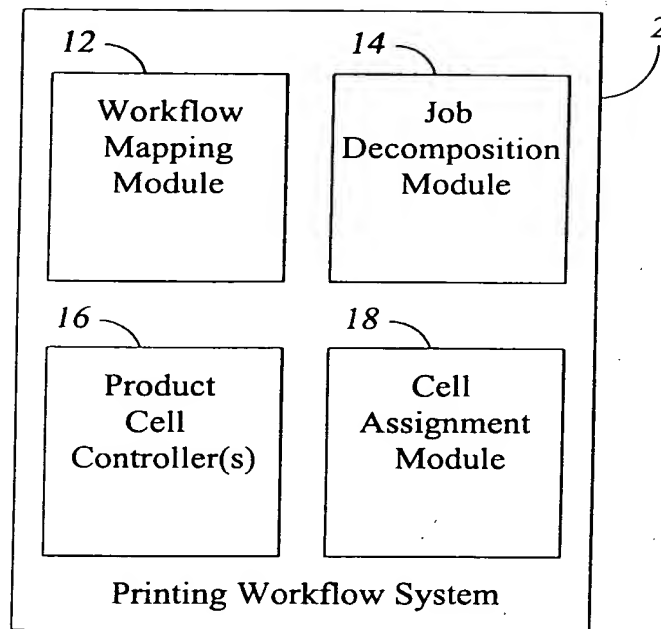 2
12
14
Workflow
Mapping
Module
Job
Decomposition
Module
16
18
Product
Cell
Controller(s)
Cell
Assignment
Module
Printing Workflow System